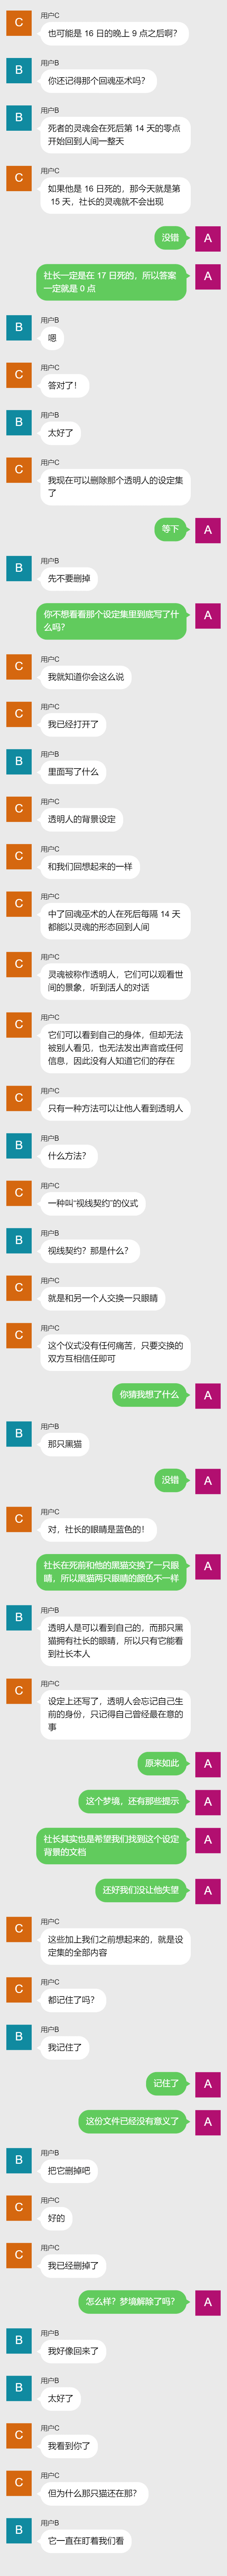 C
用户C
也可能是 16 日的晚上 9 点之后啊？
B
用户B
你还记得那个回魂巫术吗？
B
用户B
死者的灵魂会在死后第 14 天的零点
开始回到人间一整天
C
用户C
如果他是 16 日死的，那今天就是第
15 天，社长的灵魂就不会出现
没错
A
社长一定是在 17 日死的，所以答案
一定就是 0 点
A
B
用户B
嗯
C
用户C
答对了！
B
用户B
太好了
C
用户C
我现在可以删除那个透明人的设定集
了
等下
A
B
用户B
先不要删掉
你不想看看那个设定集里到底写了什
么吗？
A
C
用户C
我就知道你会这么说
C
用户C
我已经打开了
B
用户B
里面写了什么
C
用户C
透明人的背景设定
C
用户C
和我们回想起来的一样
C
用户C
中了回魂巫术的人在死后每隔 14 天
都能以灵魂的形态回到人间
C
用户C
灵魂被称作透明人，它们可以观看世
间的景象，听到活人的对话
C
用户C
它们可以看到自己的身体，但却无法
被别人看见，也无法发出声音或任何
信息，因此没有人知道它们的存在
C
用户C
只有一种方法可以让他人看到透明人
B
用户B
什么方法？
C
用户C
一种叫“视线契约”的仪式
B
用户B
视线契约？那是什么？
C
用户C
就是和另一个人交换一只眼睛
C
用户C
这个仪式没有任何痛苦，只要交换的
双方互相信任即可
你猜我想了什么
A
B
用户B
那只黑猫
没错
A
C
用户C
对，社长的眼睛是蓝色的！
社长在死前和他的黑猫交换了一只眼
睛，所以黑猫两只眼睛的颜色不一样
A
B
用户B
透明人是可以看到自己的，而那只黑
猫拥有社长的眼睛，所以只有它能看
到社长本人
C
用户C
设定上还写了，透明人会忘记自己生
前的身份，只记得自己曾经最在意的
事
原来如此
A
这个梦境，还有那些提示
A
社长其实也是希望我们找到这个设定
背景的文档
A
还好我们没让他失望
A
C
用户C
这些加上我们之前想起来的，就是设
定集的全部内容
C
用户C
都记住了吗？
B
用户B
我记住了
记住了
A
这份文件已经没有意义了
A
B
用户B
把它删掉吧
C
用户C
好的
C
用户C
我已经删掉了
怎么样？梦境解除了吗？
A
B
用户B
我好像回来了
B
用户B
太好了
C
用户C
我看到你了
C
用户C
但为什么那只猫还在那？
B
用户B
它一直在盯着我们看